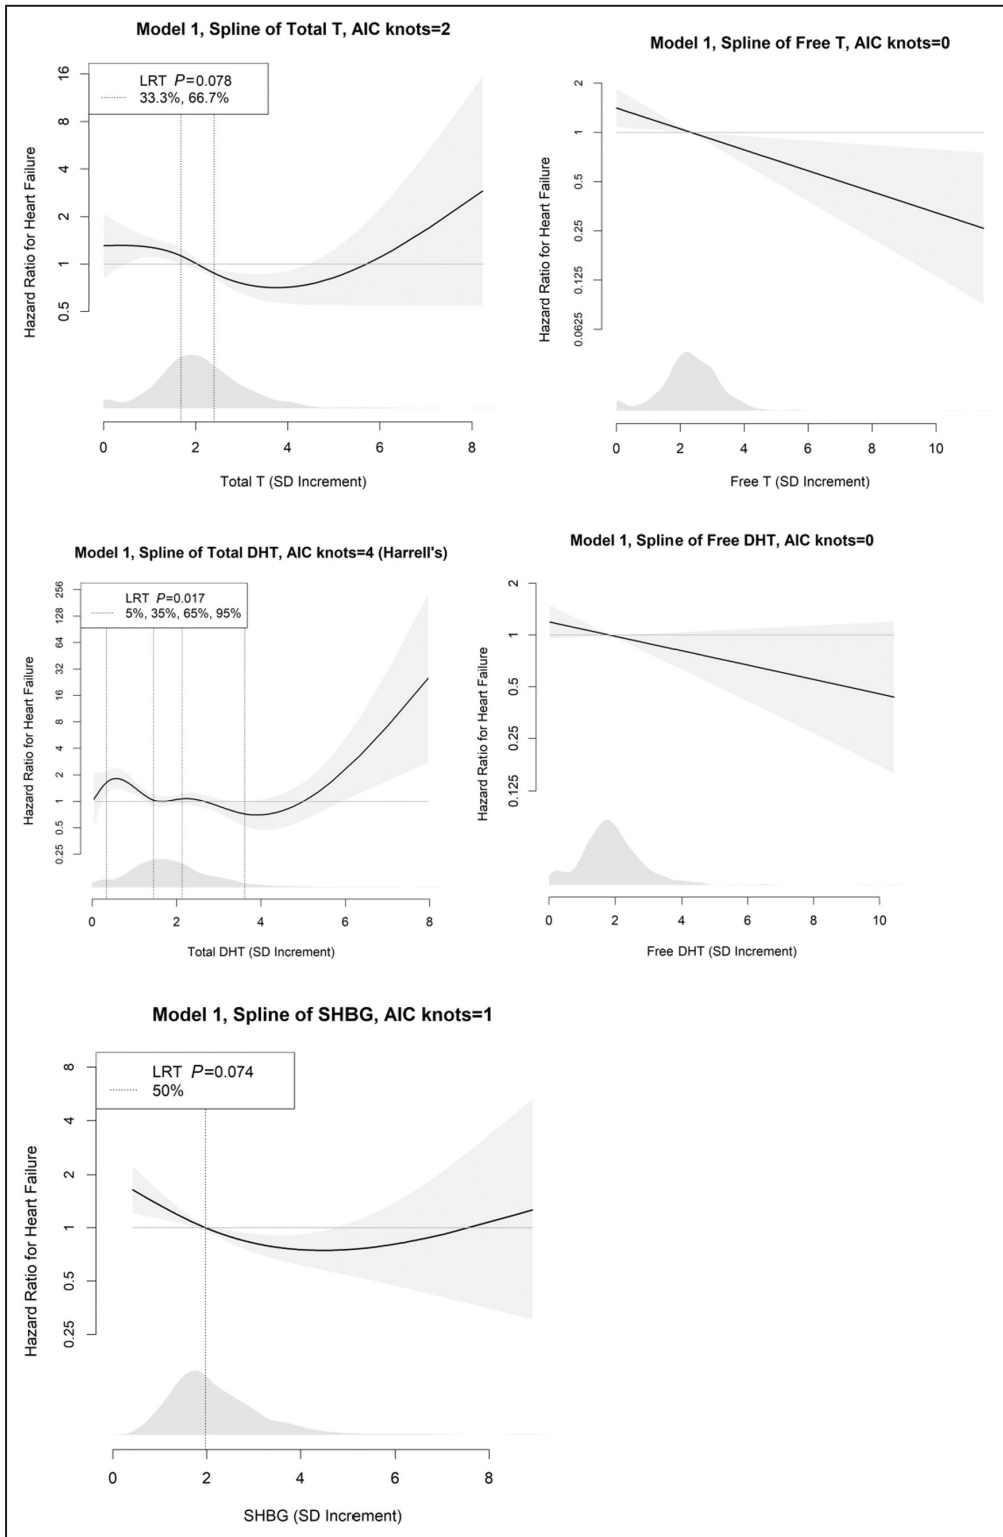 Model 1, Spline of Total T, AIC knots=2
LRT P=0.078
33.3%, 66.7%
Hazard Ratio for Heart Failure
16
8
4
2
1
0.5
0 2 4 6 8
Total T (SD Increment)
Model 1, Spline of Free T, AIC knots=0
Hazard Ratio for Heart Failure
2
1
0.5
0.25
0.125
0.0625
0 2 4 6 8 10
Free T (SD Increment)
Model 1, Spline of Total DHT, AIC knots=4 (Harrell's)
LRT P=0.017
5%, 35%, 65%, 95%
Hazard Ratio for Heart Failure
256
128
64
32
16
8
4
2
1
0.5
0.25
0 2 4 6 8
Total DHT (SD Increment)
Model 1, Spline of Free DHT, AIC knots=0
Hazard Ratio for Heart Failure
2
1
0.5
0.25
0.125
0 2 4 6 8 10
Free DHT (SD Increment)
Model 1, Spline of SHBG, AIC knots=1
LRT P=0.074
50%
Hazard Ratio for Heart Failure
8
4
2
1
0.5
0.25
0 2 4 6 8
SHBG (SD Increment)